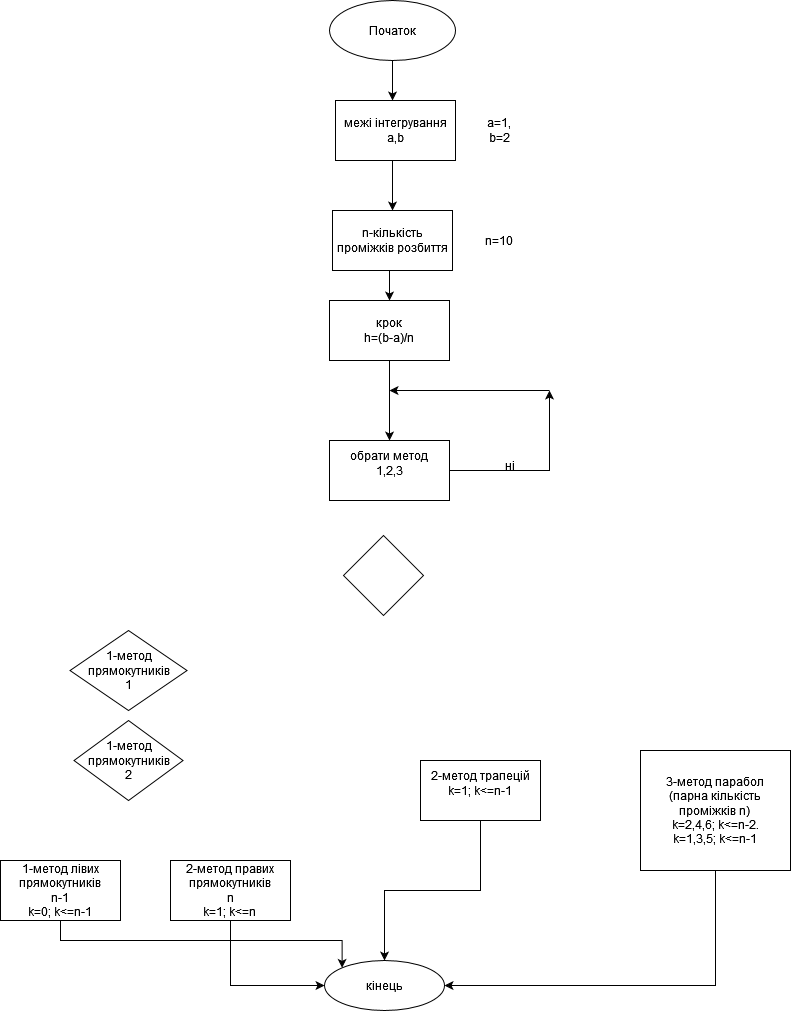 Початок
межі інтегрування
a,b
a=1,
b=2
n-кількість
проміжків розбиття
n=10
крок
h=(b-a)/n
обрати метод
1,2,3
ні
1-метод
прямокутників
1
1-метод
прямокутників
2
2-метод трапецій
k=1; k<=n-1
3-метод парабол
(парна кількість
проміжків n)
k=2,4,6; k<=n-2.
k=1,3,5; k<=n-1
1-метод лівих
прямокутників
n-1
k=0; k<=n-1
2-метод правих
прямокутників
n
k=1; k<=n
кінець